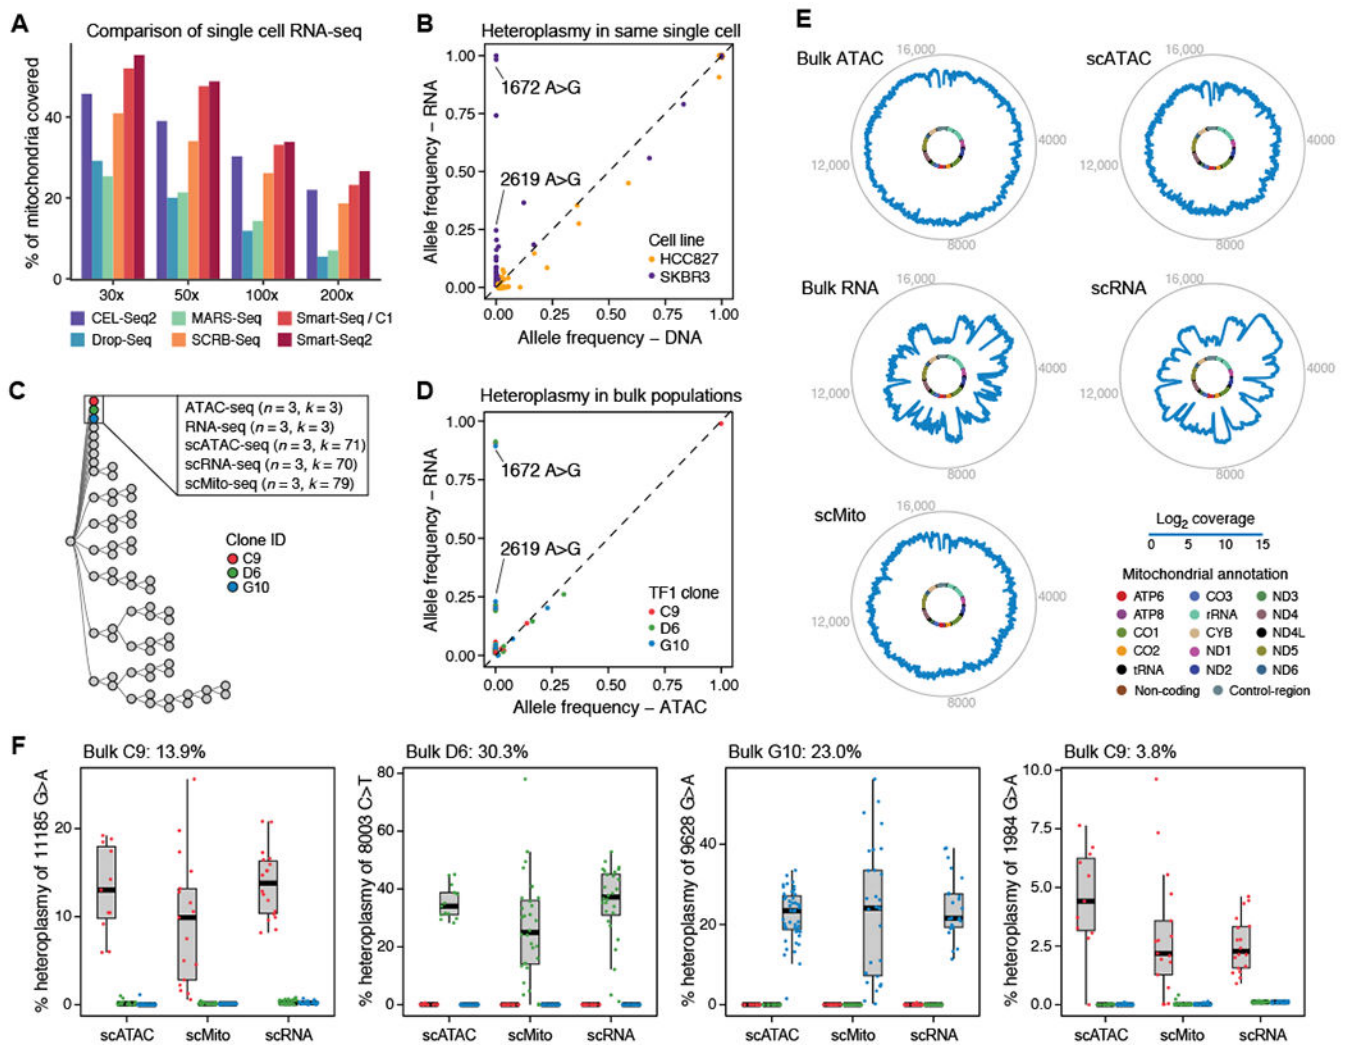 A
Comparison of single cell RNA-seq
% of mitochondria covered
40
20
0
30x
50x
100x
200x
CEL-Seq2
MARS-Seq
Smart-Seq / C1
Drop-Seq
SCRB-Seq
Smart-Seq2
B
Heteroplasmy in same single cell
Allele frequency – RNA
1.00
0.75
0.50
0.25
0.00
1672 A>G
2619 A>G
Cell line
HCC827
SKBR3
0.00
0.25
0.50
0.75
1.00
Allele frequency – DNA
C
ATAC-seq (n = 3, k = 3)
RNA-seq (n = 3, k = 3)
scATAC-seq (n = 3, k = 71)
scRNA-seq (n = 3, k = 70)
scMito-seq (n = 3, k = 79)
Clone ID
C9
D6
G10
D
Heteroplasmy in bulk populations
Allele frequency – RNA
1.00
0.75
0.50
0.25
0.00
1672 A>G
2619 A>G
TF1 clone
C9
D6
G10
0.00
0.25
0.50
0.75
1.00
Allele frequency – ATAC
E
Bulk ATAC
16,000
4000
12,000
8000
scATAC
16,000
4000
12,000
8000
Bulk RNA
16,000
4000
12,000
8000
scRNA
16,000
4000
12,000
8000
scMito
16,000
4000
12,000
8000
Log2 coverage
0 5 10 15
Mitochondrial annotation
ATP6 CO3 ND3
ATP8 rRNA ND4
CO1 CYB ND4L
CO2 ND1 ND5
tRNA ND2 ND6
Non-coding Control-region
F
Bulk C9: 13.9%
% heteroplasmy of 11185 G>A
20
10
0
scATAC scMito scRNA
Bulk D6: 30.3%
% heteroplasmy of 8003 C>T
80
60
40
20
0
scATAC scMito scRNA
Bulk G10: 23.0%
% heteroplasmy of 9628 G>A
40
20
0
scATAC scMito scRNA
Bulk C9: 3.8%
% heteroplasmy of 1984 G>A
10.0
7.5
5.0
2.5
0.0
scATAC scMito scRNA